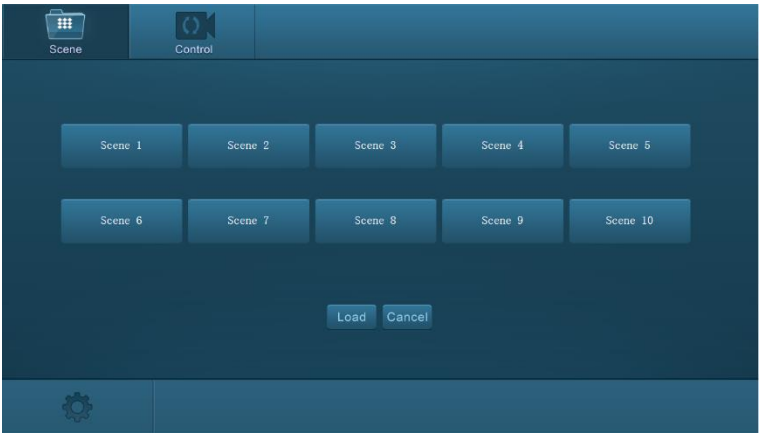 Scene
Control
Scene 1
Scene 2
Scene 3
Scene 4
Scene 5
Scene 6
Scene 7
Scene 8
Scene 9
Scene 10
Load
Cancel